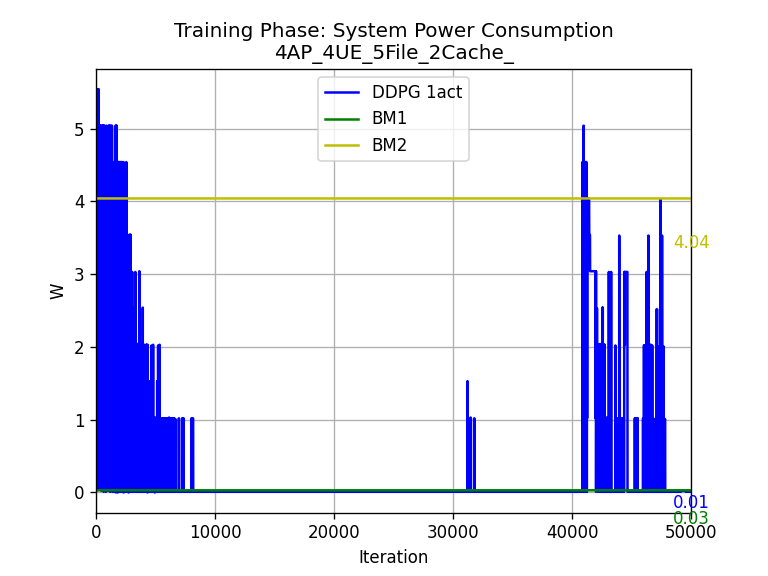 Training Phase: System Power Consumption
4AP_4UE_5File_2Cache_
DDPG 1act
BM1
BM2
5
4
3
2
1
0
W
4.04
0.01
0.03
0
10000
20000
30000
40000
50000
Iteration